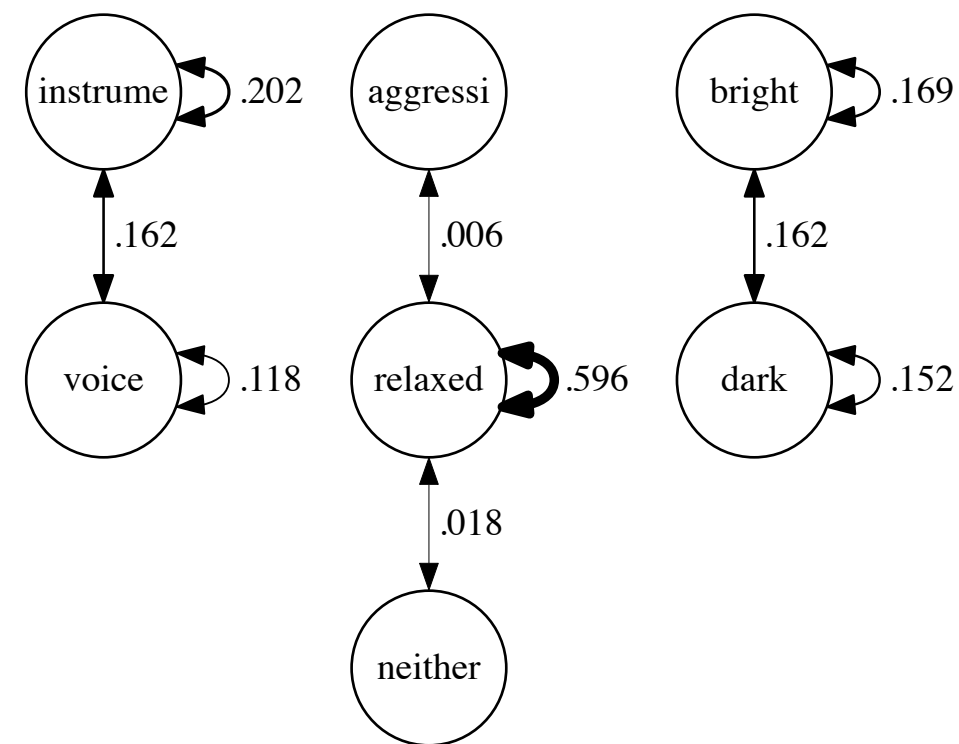 instrume .202 aggressi bright .169
.162 .006 .162
voice .118 relaxed .596 dark .152
.018
neither